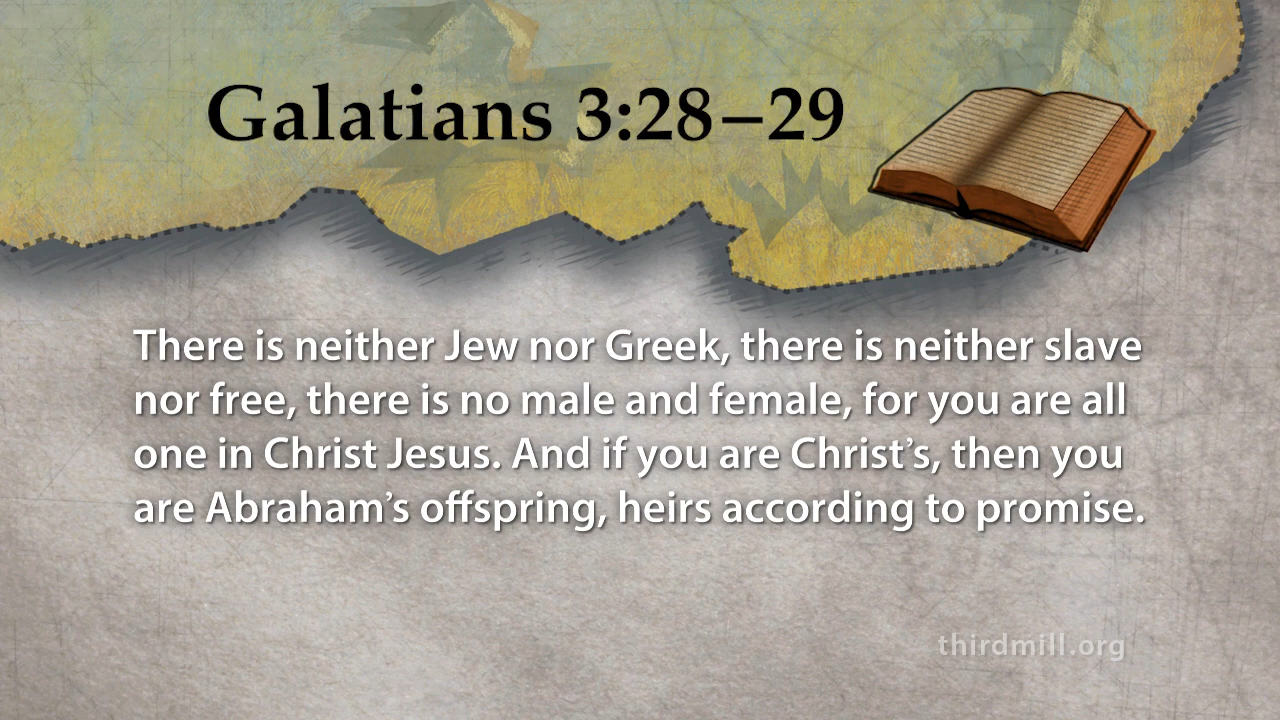 Galatians 3:28–29
There is neither Jew nor Greek, there is neither slave
nor free, there is no male and female, for you are all
one in Christ Jesus. And if you are Christ’s, then you
are Abraham’s offspring, heirs according to promise.
thirdmill.org